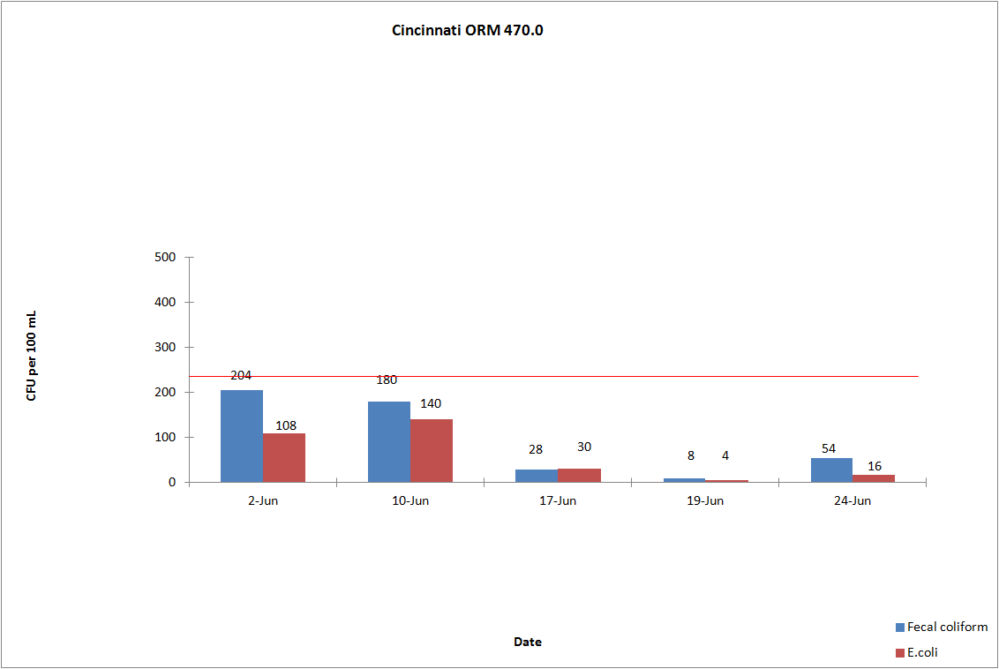 Cincinnati ORM 470.0
CFU per 100 mL
500
400
300
200
100
0
204
108
180
140
28
30
8
4
54
16
2-Jun
10-Jun
17-Jun
19-Jun
24-Jun
Date
Fecal coliform
E.coli